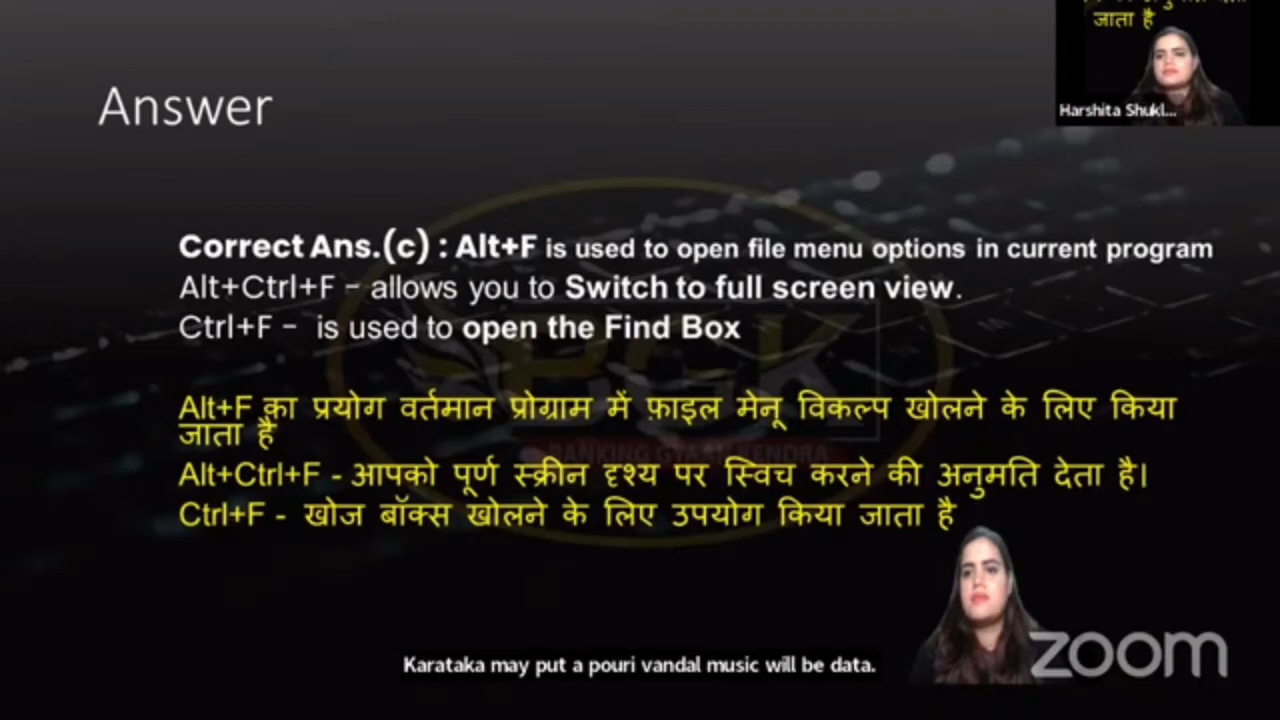 जाता है
Harshita Shukl...
Answer
Correct Ans.(c) : Alt+F is used to open file menu options in current program
Alt+Ctrl+F - allows you to Switch to full screen view.
Ctrl+F - is used to open the Find Box
Alt+F का प्रयोग वर्तमान प्रोग्राम में फ़ाइल मेनू विकल्प खोलने के लिए किया
जाता है
Alt+Ctrl+F - आपको पूर्ण स्क्रीन दृश्य पर स्विच करने की अनुमति देता है।
Ctrl+F - खोज बॉक्स खोलने के लिए उपयोग किया जाता है
Karataka may put a pouri vandal music will be data.
zoom